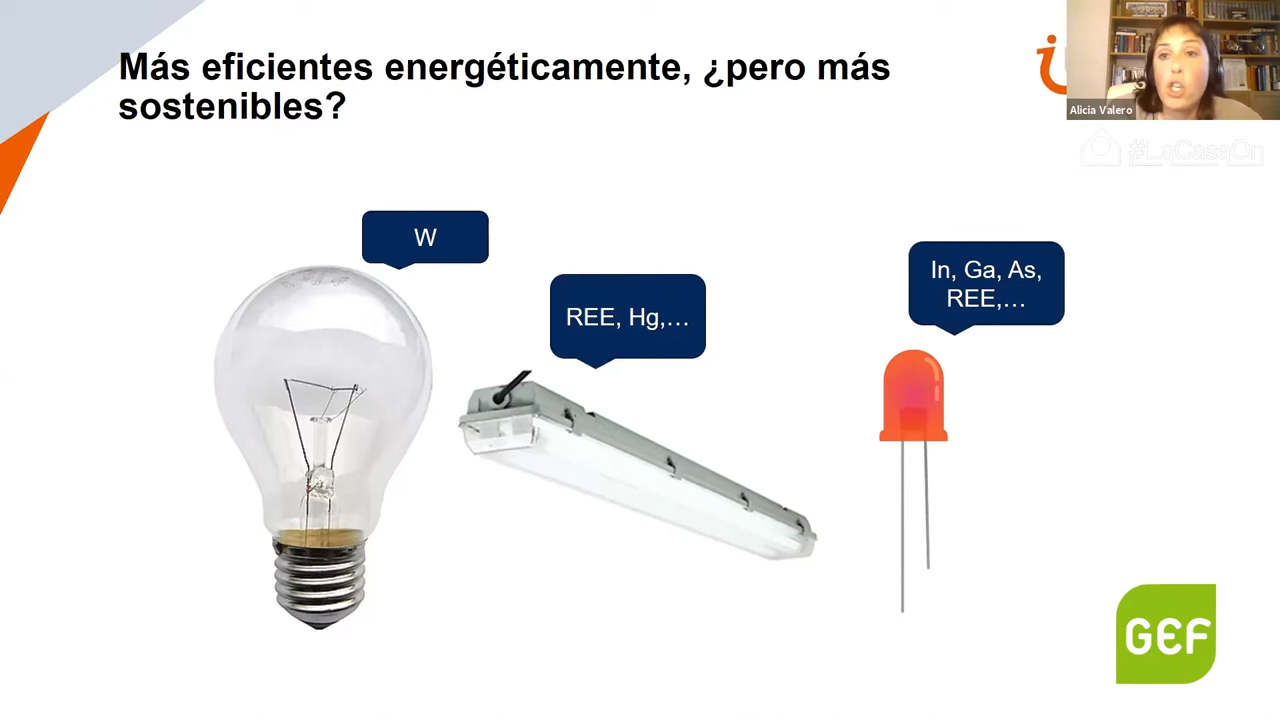 Más eficientes energéticamente, ¿pero más
sostenibles?
Alicia Valero
#LaCasaOn
W
REE, Hg,…
In, Ga, As,
REE,…
GEF